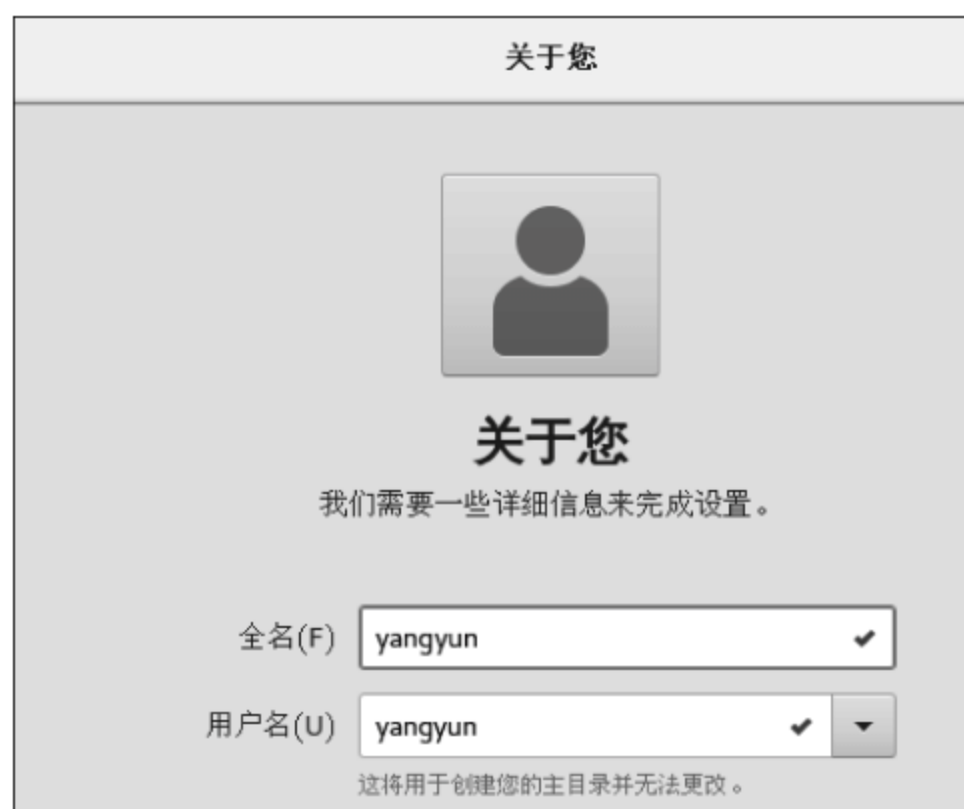 关于您
关于您
我们需要一些详细信息来完成设置。
全名(F) yangyun
用户名(U) yangyun
这将用于创建您的主目录并无法更改。